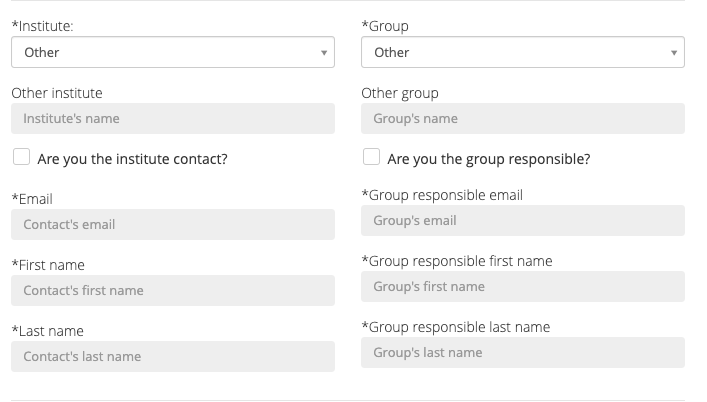 *Institute:
Other
Other institute
Institute's name
Are you the institute contact?
*Email
Contact's email
*First name
Contact's first name
*Last name
Contact's last name
*Group
Other
Other group
Group's name
Are you the group responsible?
*Group responsible email
Group's email
*Group responsible first name
Group's first name
*Group responsible last name
Group's last name